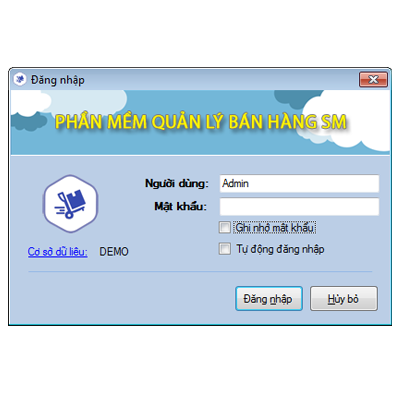 Đăng nhập
PHẦN MỀM QUẢN LÝ BÁN HÀNG SM
Người dùng: Admin
Mật khẩu:
Ghi nhớ mật khẩu
Cơ sở dữ liệu: DEMO
Tự động đăng nhập
Đăng nhập Hủy bỏ